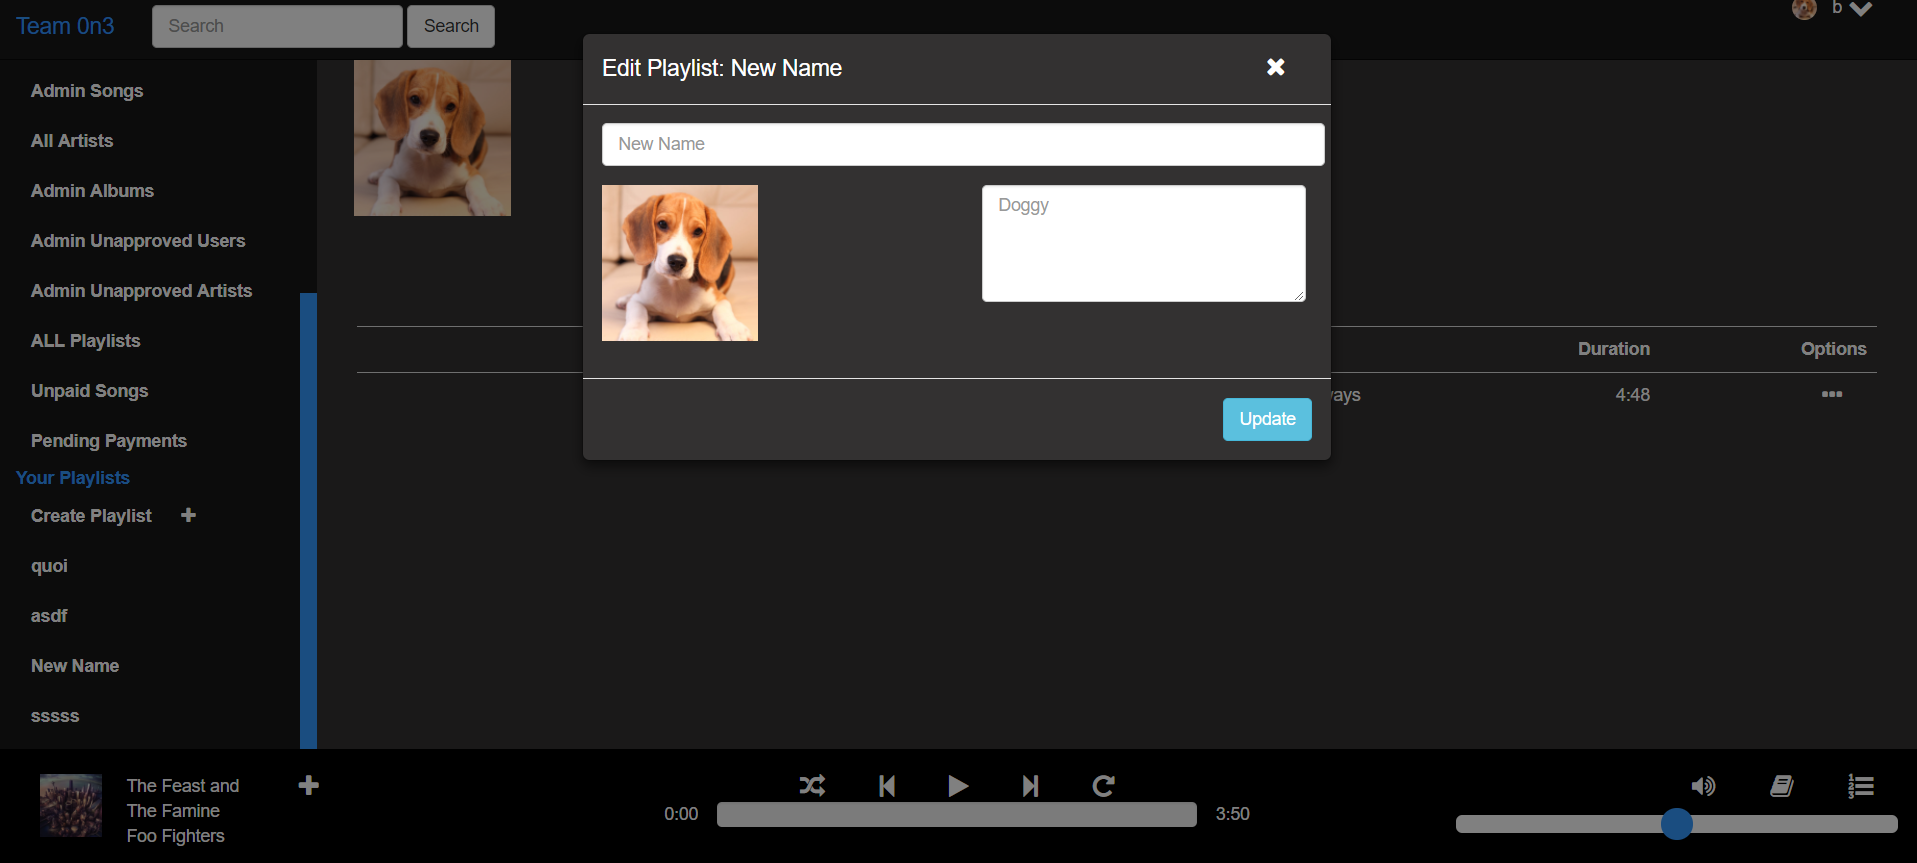 Team 0n3
Search
Search
b
Admin Songs
All Artists
Admin Albums
Admin Unapproved Users
Admin Unapproved Artists
ALL Playlists
Unpaid Songs
Pending Payments
Your Playlists
Create Playlist
quoi
asdf
New Name
sssss
Edit Playlist: New Name
New Name
Doggy
Update
Duration
Options
4:48
The Feast and
The Famine
Foo Fighters
0:00
3:50